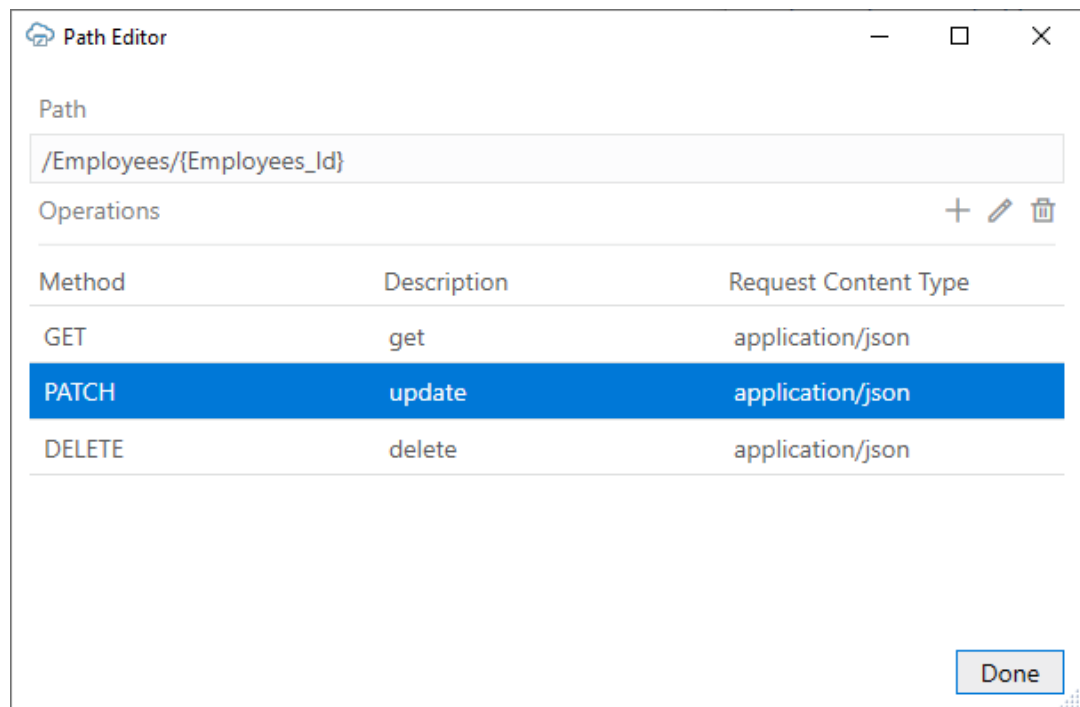 Path Editor
Path
/Employees/{Employees_Id}
Operations
Method Description Request Content Type
GET get application/json
PATCH update application/json
DELETE delete application/json
Done